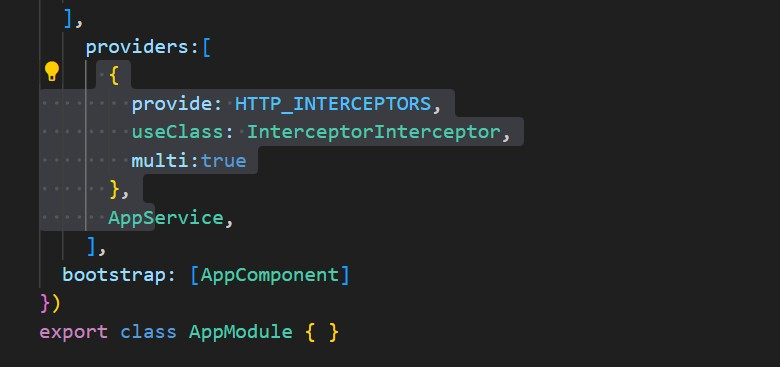 ],
providers:[
{
provide: HTTP_INTERCEPTORS,
useClass: InterceptorInterceptor,
multi:true
},
AppService,
],
bootstrap: [AppComponent]
})
export class AppModule { }